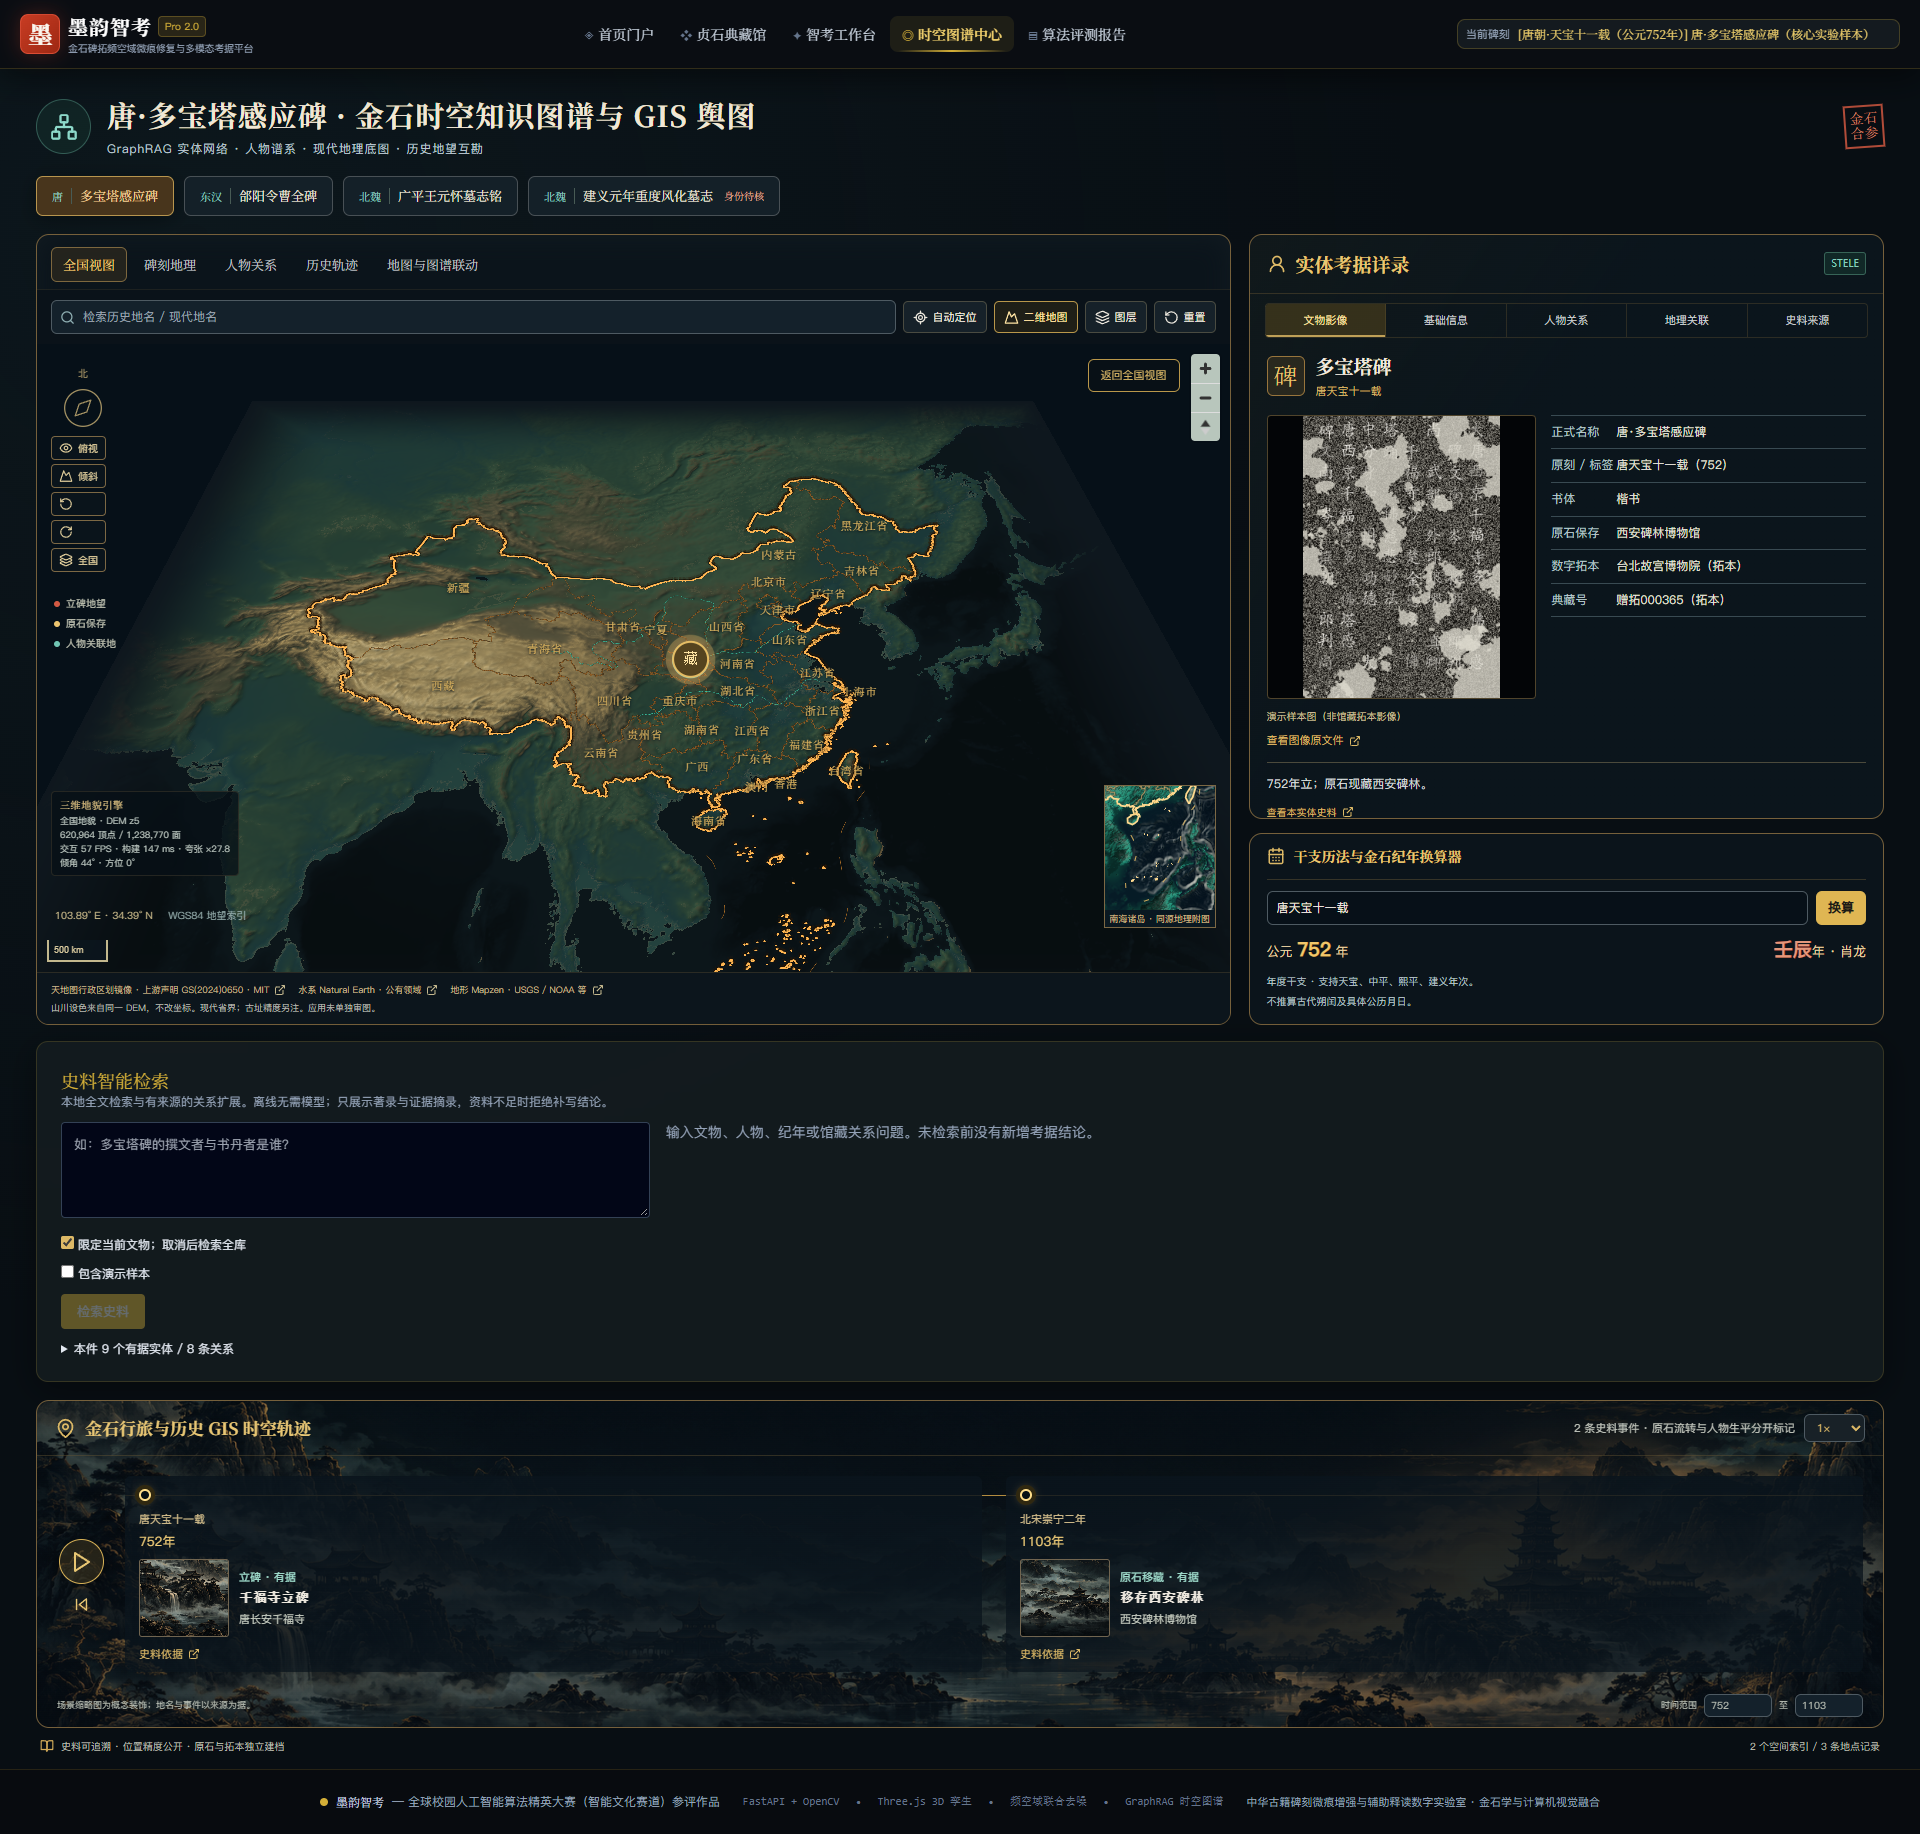 墨
墨韵智考 Pro 2.0
金石碑拓频空域微痕修复与多模态考据平台
首页门户
贞石典藏馆
智考工作台
时空图谱中心
算法评测报告
当前碑刻 [唐朝·天宝十一载（公元752年）] 唐·多宝塔感应碑（核心实验样本）
唐·多宝塔感应碑 · 金石时空知识图谱与 GIS 舆图
GraphRAG 实体网络 · 人物谱系 · 现代地理底图 · 历史地望互勘
金石
合参
唐 多宝塔感应碑
东汉 郃阳令曹全碑
北魏 广平王元怀墓志铭
北魏 建义元年重度风化墓志 身份待核
全国视图
碑刻地理
人物关系
历史轨迹
地图与图谱联动
检索历史地名 / 现代地名
自动定位
二维地图
图层
重置
返回全国视图
北
俯视
倾斜
全国
立碑地望
原石保存
人物关联地
黑龙江省
内蒙古
吉林省
北京市
辽宁省
天津市
新疆
甘肃省
宁夏
山西省
山东省
青海省
藏
河南省
江苏省
西藏
四川省
重庆市
湖北省
上海市
浙江省
贵州省
湖南省
江西省
云南省
福建省
广西
广东省
台湾省
澳门
香港
海南省
三维地貌引擎
全国地貌 · DEM z5
620,964 顶点 / 1,238,770 面
交互 57 FPS · 构建 147 ms · 夸张 ×27.8
倾角 44° · 方位 0°
103.89° E · 34.39° N WGS84 地望索引
500 km
南海诸岛 · 同源地理附图
天地图行政区划镜像 · 上游声明 GS(2024)0650 · MIT
水系 Natural Earth · 公有领域
地形 Mapzen · USGS / NOAA 等
山川设色来自同一 DEM，不改坐标。现代省界；古址精度另注。应用未单独审图。
实体考据详录
STELE
文物影像
基础信息
人物关系
地理关联
史料来源
碑
多宝塔碑
唐天宝十一载
正式名称 唐·多宝塔感应碑
原刻 / 标签 唐天宝十一载（752）
书体 楷书
原石保存 西安碑林博物馆
数字拓本 台北故宫博物院（拓本）
典藏号 赠拓000365（拓本）
演示样本图（非馆藏拓本影像）
查看图像原文件
752年立；原石现藏西安碑林。
查看本实体史料
干支历法与金石纪年换算器
唐天宝十一载
换算
公元 752 年
壬辰年 · 肖龙
年度干支 · 支持天宝、中平、熙平、建义年次。
不推算古代朔闰及具体公历月日。
史料智能检索
本地全文检索与有来源的关系扩展。离线无需模型；只展示著录与证据摘录，资料不足时拒绝补写结论。
如：多宝塔碑的撰文者与书丹者是谁？
输入文物、人物、纪年或馆藏关系问题。未检索前没有新增考据结论。
限定当前文物；取消后检索全库
包含演示样本
检索史料
本件 9 个有据实体 / 8 条关系
金石行旅与历史 GIS 时空轨迹
2 条史料事件 · 原石流转与人物生平分开标记
1×
唐天宝十一载
752年
立碑 · 有据
千福寺立碑
唐长安千福寺
史料依据
北宋崇宁二年
1103年
原石移藏 · 有据
移存西安碑林
西安碑林博物馆
史料依据
场景缩略图为概念装饰；地名与事件以来源为据。
时间范围 752 至 1103
史料可追溯 · 位置精度公开 · 原石与拓本独立建档
2 个空间索引 / 3 条地点记录
墨韵智考 — 全球校园人工智能算法精英大赛（智能文化赛道）参评作品
FastAPI + OpenCV • Three.js 3D 孪生 • 频空域联合去噪 • GraphRAG 时空图谱
中华古籍碑刻微痕增强与辅助释读数字实验室 · 金石学与计算机视觉融合